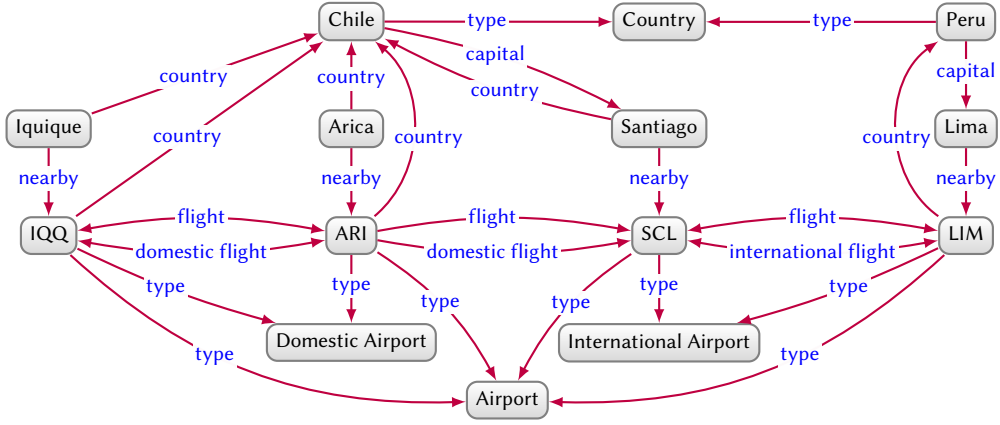 Chile
type
Country
type
Peru
capital
capital
country
country
country
Iquique
Arica
Santiago
Lima
country
country
country
nearby
nearby
nearby
nearby
IQQ
flight
ARI
flight
SCL
flight
LIM
domestic flight
domestic flight
international flight
type
type
type
type
type
type
Domestic Airport
International Airport
type
type
Airport